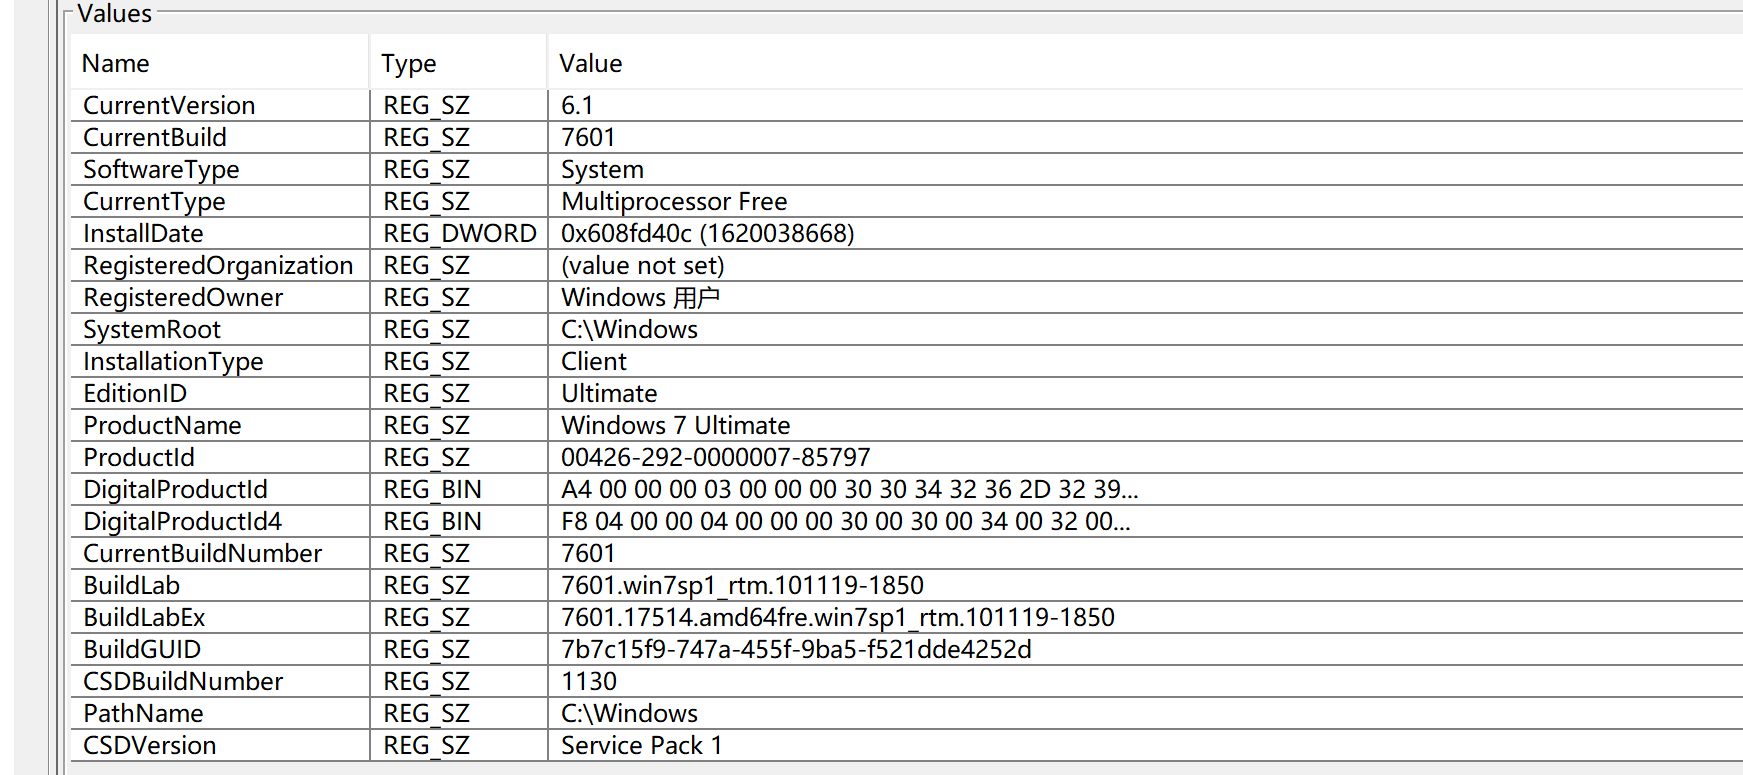 Values
Name Type Value
CurrentVersion REG_SZ 6.1
CurrentBuild REG_SZ 7601
SoftwareType REG_SZ System
CurrentType REG_SZ Multiprocessor Free
InstallDate REG_DWORD 0x608fd40c (1620038668)
RegisteredOrganization REG_SZ (value not set)
RegisteredOwner REG_SZ Windows 用户
SystemRoot REG_SZ C:\Windows
InstallationType REG_SZ Client
EditionID REG_SZ Ultimate
ProductName REG_SZ Windows 7 Ultimate
ProductId REG_SZ 00426-292-0000007-85797
DigitalProductId REG_BIN A4 00 00 00 03 00 00 00 30 30 34 32 36 2D 32 39...
DigitalProductId4 REG_BIN F8 04 00 00 04 00 00 00 30 00 30 00 34 00 32 00...
CurrentBuildNumber REG_SZ 7601
BuildLab REG_SZ 7601.win7sp1_rtm.101119-1850
BuildLabEx REG_SZ 7601.17514.amd64fre.win7sp1_rtm.101119-1850
BuildGUID REG_SZ 7b7c15f9-747a-455f-9ba5-f521dde4252d
CSDBuildNumber REG_SZ 1130
PathName REG_SZ C:\Windows
CSDVersion REG_SZ Service Pack 1